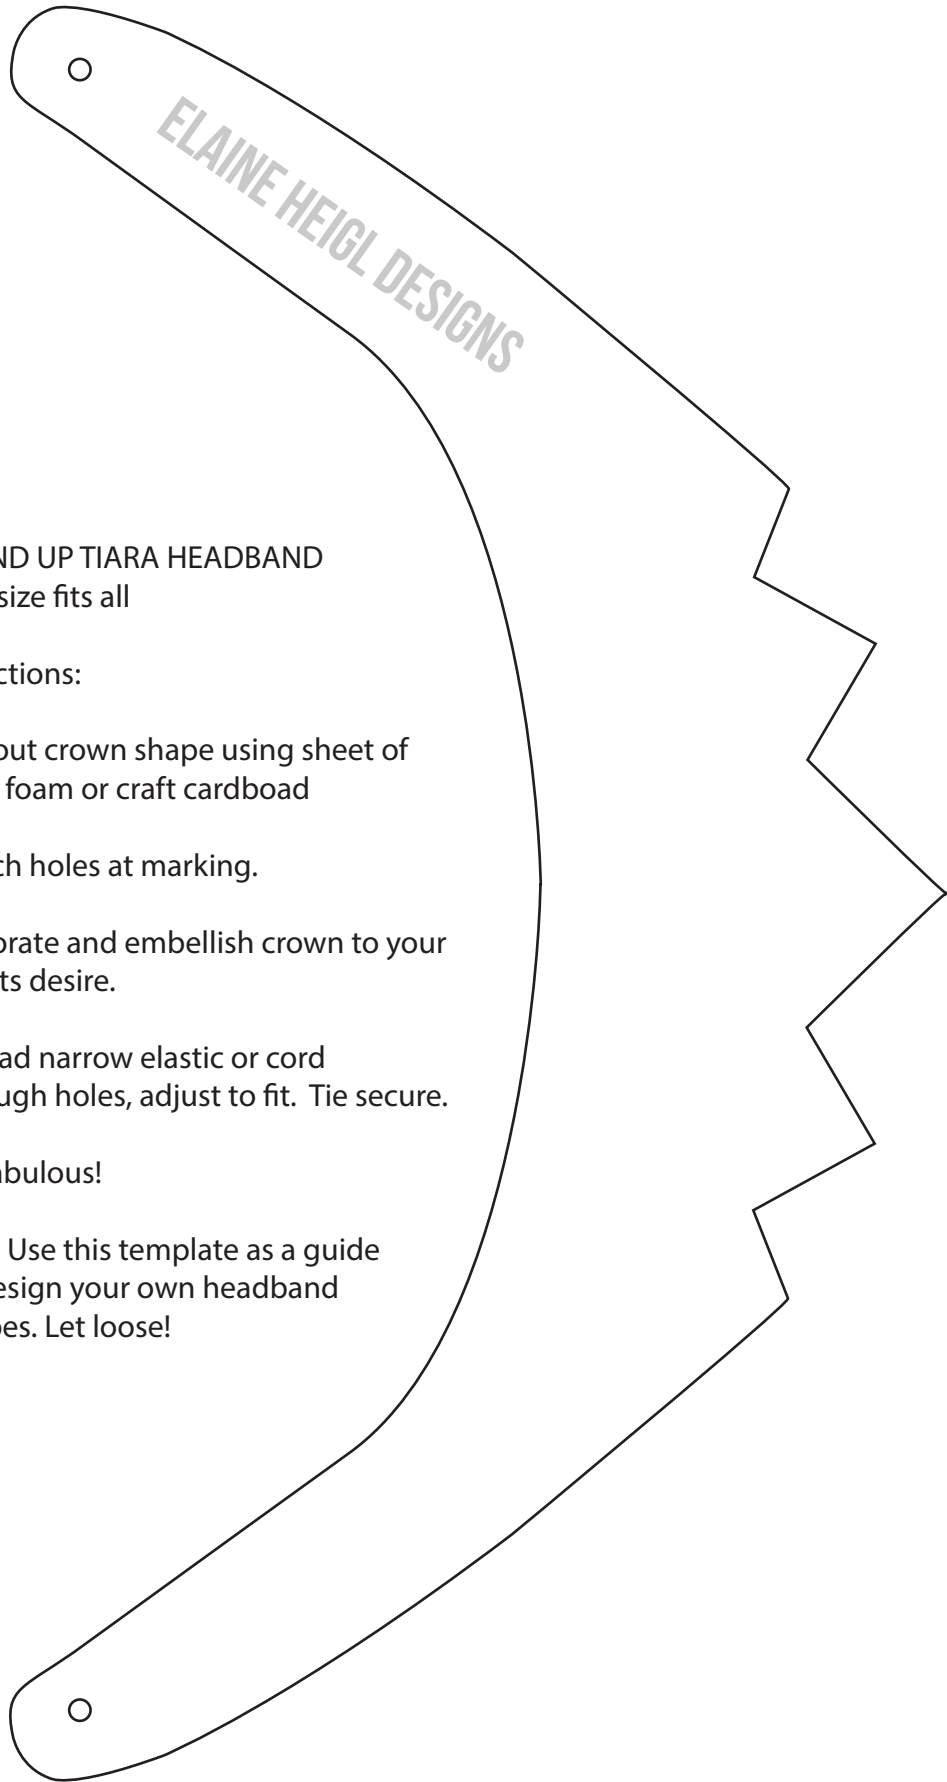 ELAINE HEIGL DESIGNS
ND UP TIARA HEADBAND
size fits all
ctions:
out crown shape using sheet of
foam or craft cardboad
ch holes at marking.
orate and embellish crown to your
ts desire.
ad narrow elastic or cord
ugh holes, adjust to fit.  Tie secure.
abulous!
Use this template as a guide
esign your own headband
pes. Let loose!